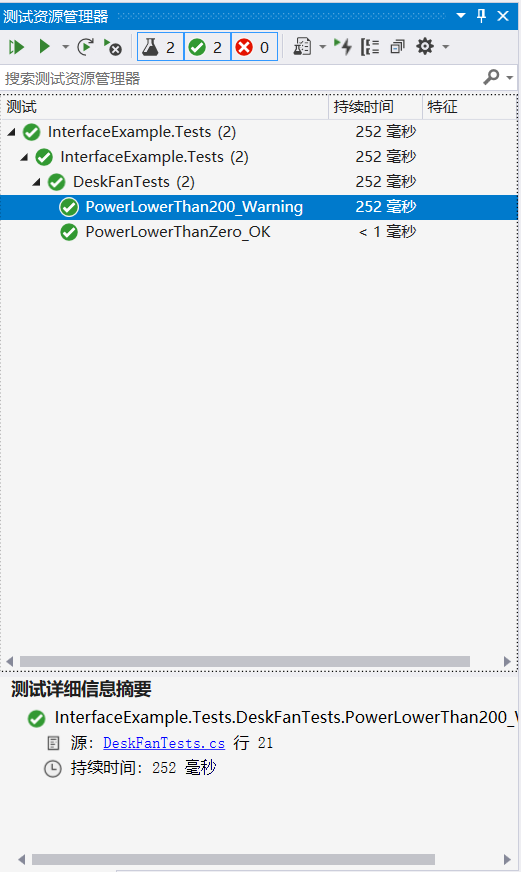 测试资源管理器
2 2 0
搜索测试资源管理器
测试 持续时间 特征
InterfaceExample.Tests (2) 252 毫秒
InterfaceExample.Tests (2) 252 毫秒
DeskFanTests (2) 252 毫秒
PowerLowerThan200_Warning 252 毫秒
PowerLowerThanZero_OK < 1 毫秒
测试详细信息摘要
InterfaceExample.Tests.DeskFanTests.PowerLowerThan200_
源: DeskFanTests.cs 行 21
持续时间: 252 毫秒